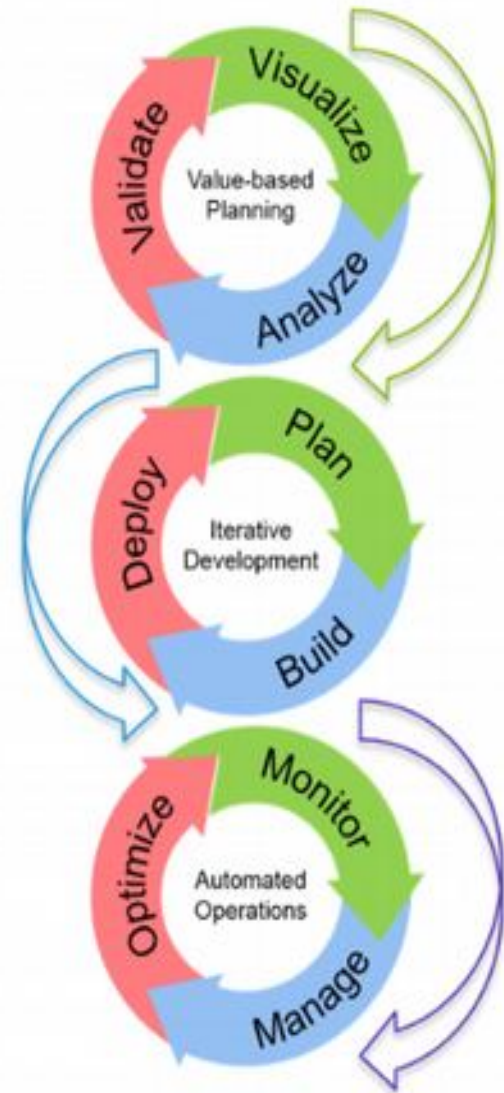 Visualize
Validate
Value-based
Planning
Analyze
Plan
Deploy
Iterative
Development
Build
Monitor
Optimize
Automated
Operations
Manage